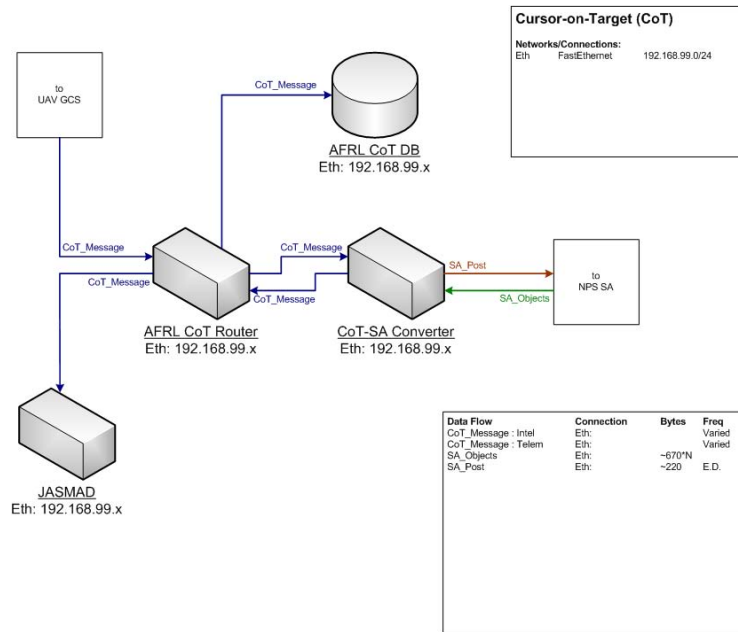 Cursor-on-Target (CoT)
Networks/Connections:
Eth FastEthernet 192.168.99.0/24
to
UAV GCS
CoT_Message
AFRL CoT DB
Eth: 192.168.99.x
CoT_Message
CoT_Message
CoT_Message
CoT_Message
AFRL CoT Router
Eth: 192.168.99.x
CoT-SA Converter
Eth: 192.168.99.x
SA_Post
SA_Objects
to
NPS SA
JASMAD
Eth: 192.168.99.x
Data Flow Connection Bytes Freq
CoT_Message : Intel Eth: Varied
CoT_Message : Telem Eth: Varied
SA_Objects Eth: ~670*N
SA_Post Eth: ~220 E.D.